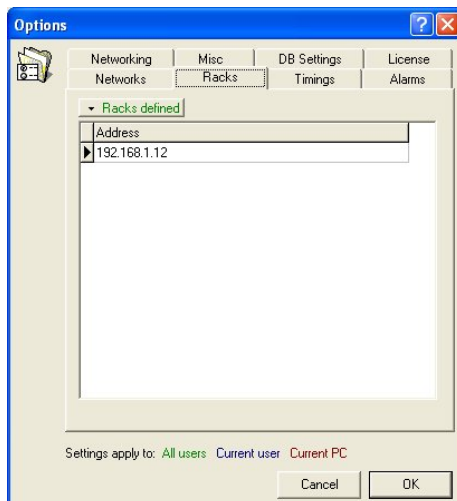 Options
Networking Misc DB Settings License
Networks Racks Timings Alarms
Racks defined
Address
192.168.1.12
Settings apply to: All users Current user Current PC
Cancel OK